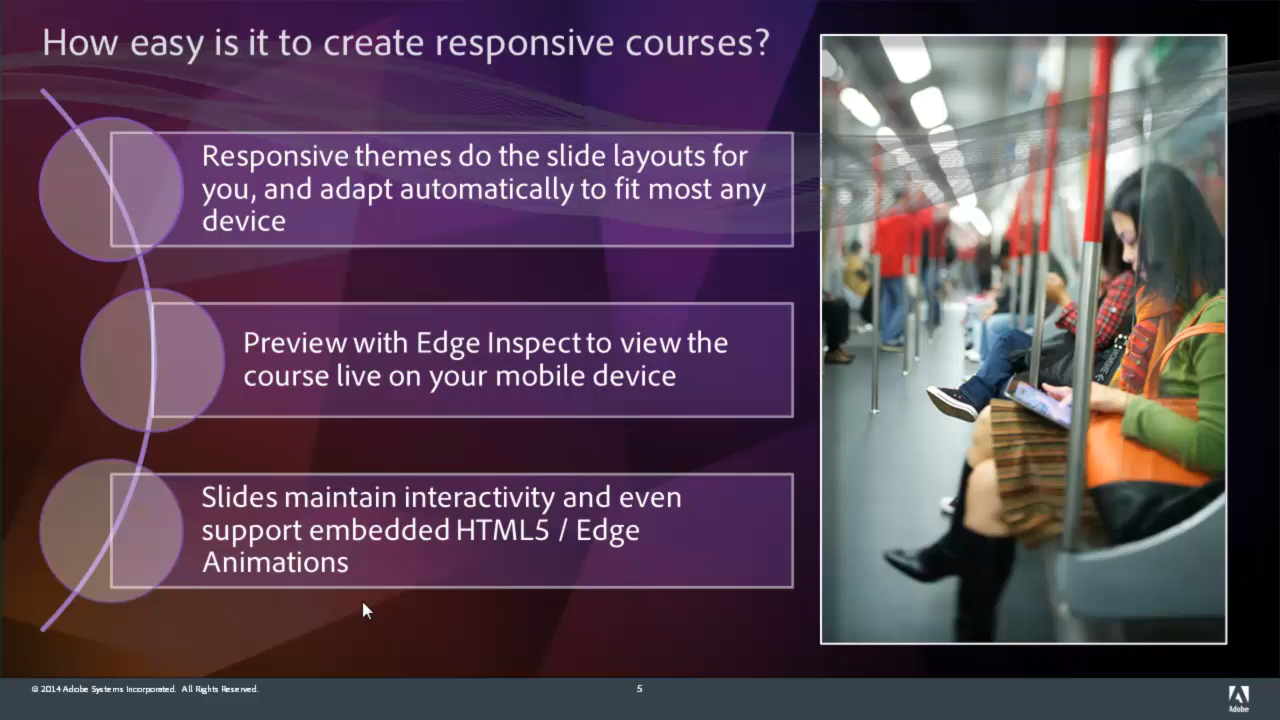 How easy is it to create responsive courses?
Responsive themes do the slide layouts for
you, and adapt automatically to fit most any
device
Preview with Edge Inspect to view the
course live on your mobile device
Slides maintain interactivity and even
support embedded HTML5 / Edge
Animations
© 2014 Adobe Systems Incorporated. All Rights Reserved.
5
Adobe